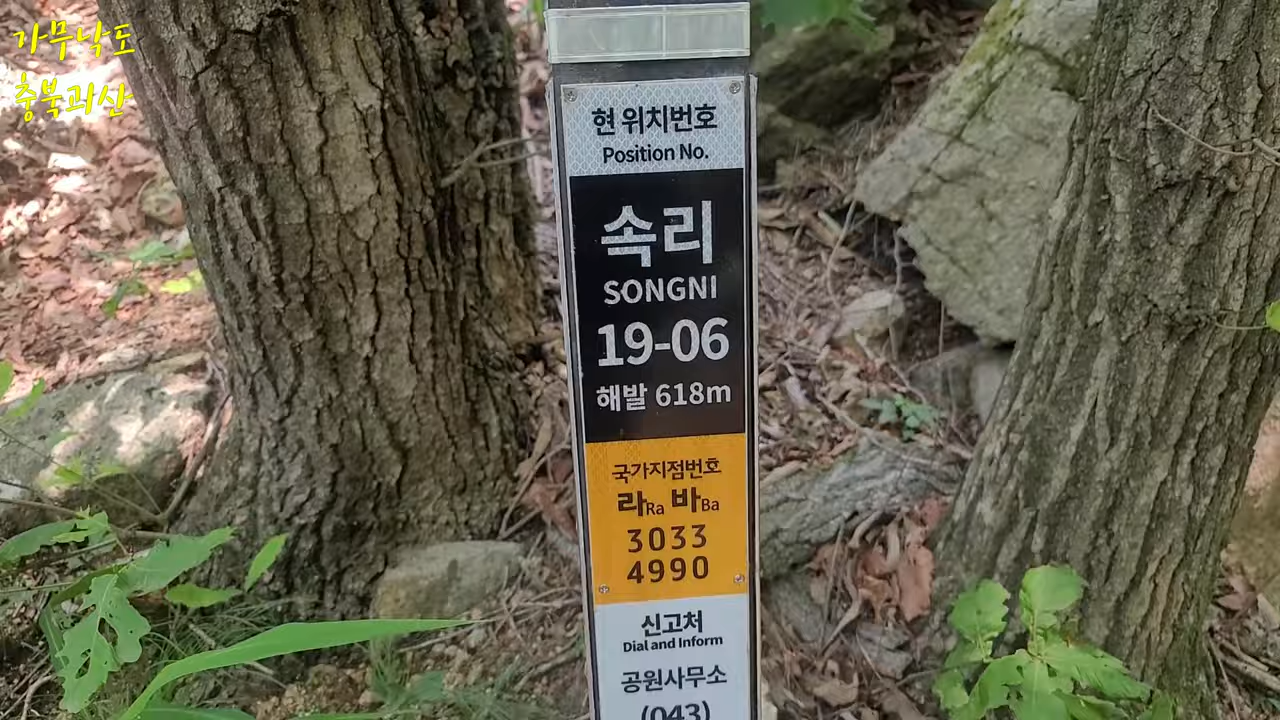 가무낙도
충북괴산
현 위치번호
Position No.
속리
SONGNI
19-06
해발 618m
국가지점번호
라Ra 바Ba
3033
4990
신고처
Dial and Inform
공원사무소
(043)